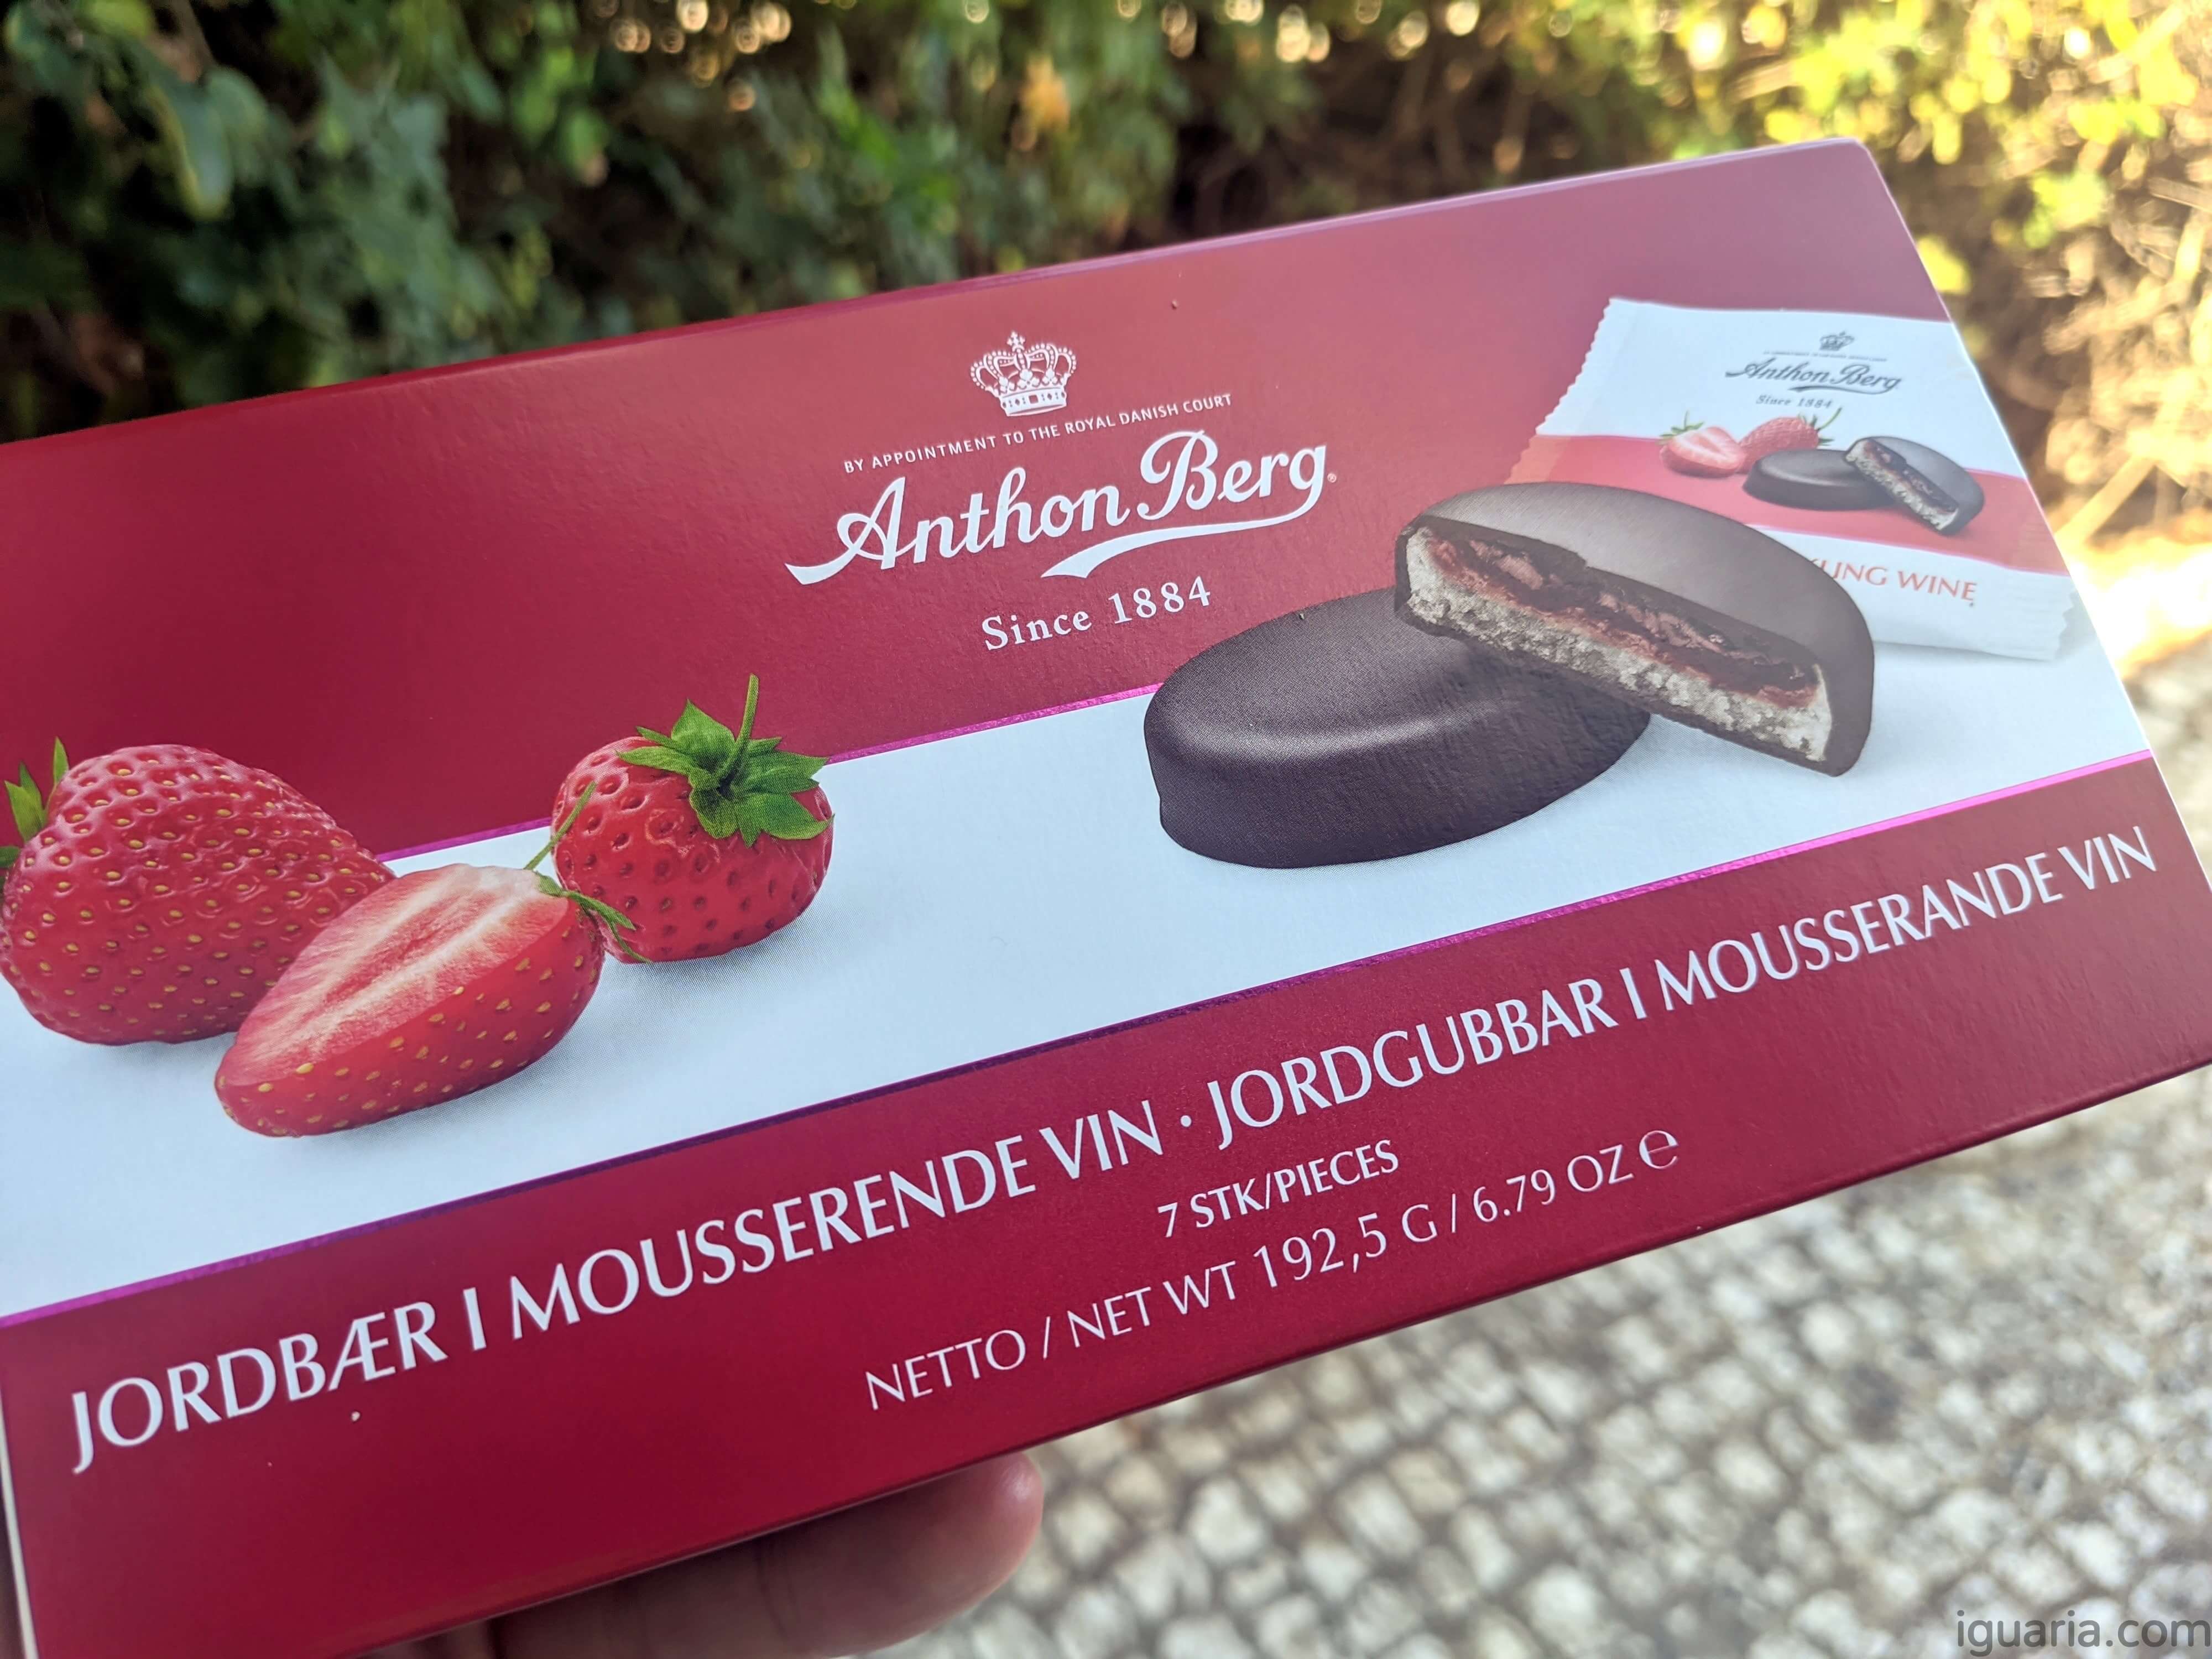 BY APPOINTMENT TO THE ROYAL DANISH COURT
Anthon Berg®
Since 1884
Anthon Berg
Since 1884
WINE
JORDBÆR I MOUSSERENDE VIN · JORDGUBBAR I MOUSSERANDE VIN
7 STK/PIECES
NETTO / NET WT 192,5 G / 6.79 OZ ℮
iguaria.com